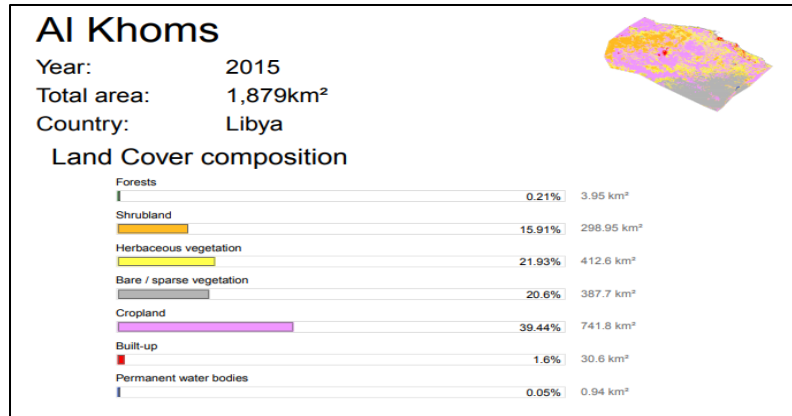 Al Khoms
Year: 2015
Total area: 1,879km²
Country: Libya
Land Cover composition
Forests
0.21% 3.95 km²
Shrubland
15.91% 298.95 km²
Herbaceous vegetation
21.93% 412.6 km²
Bare / sparse vegetation
20.6% 387.7 km²
Cropland
39.44% 741.8 km²
Built-up
1.6% 30.6 km²
Permanent water bodies
0.05% 0.94 km²